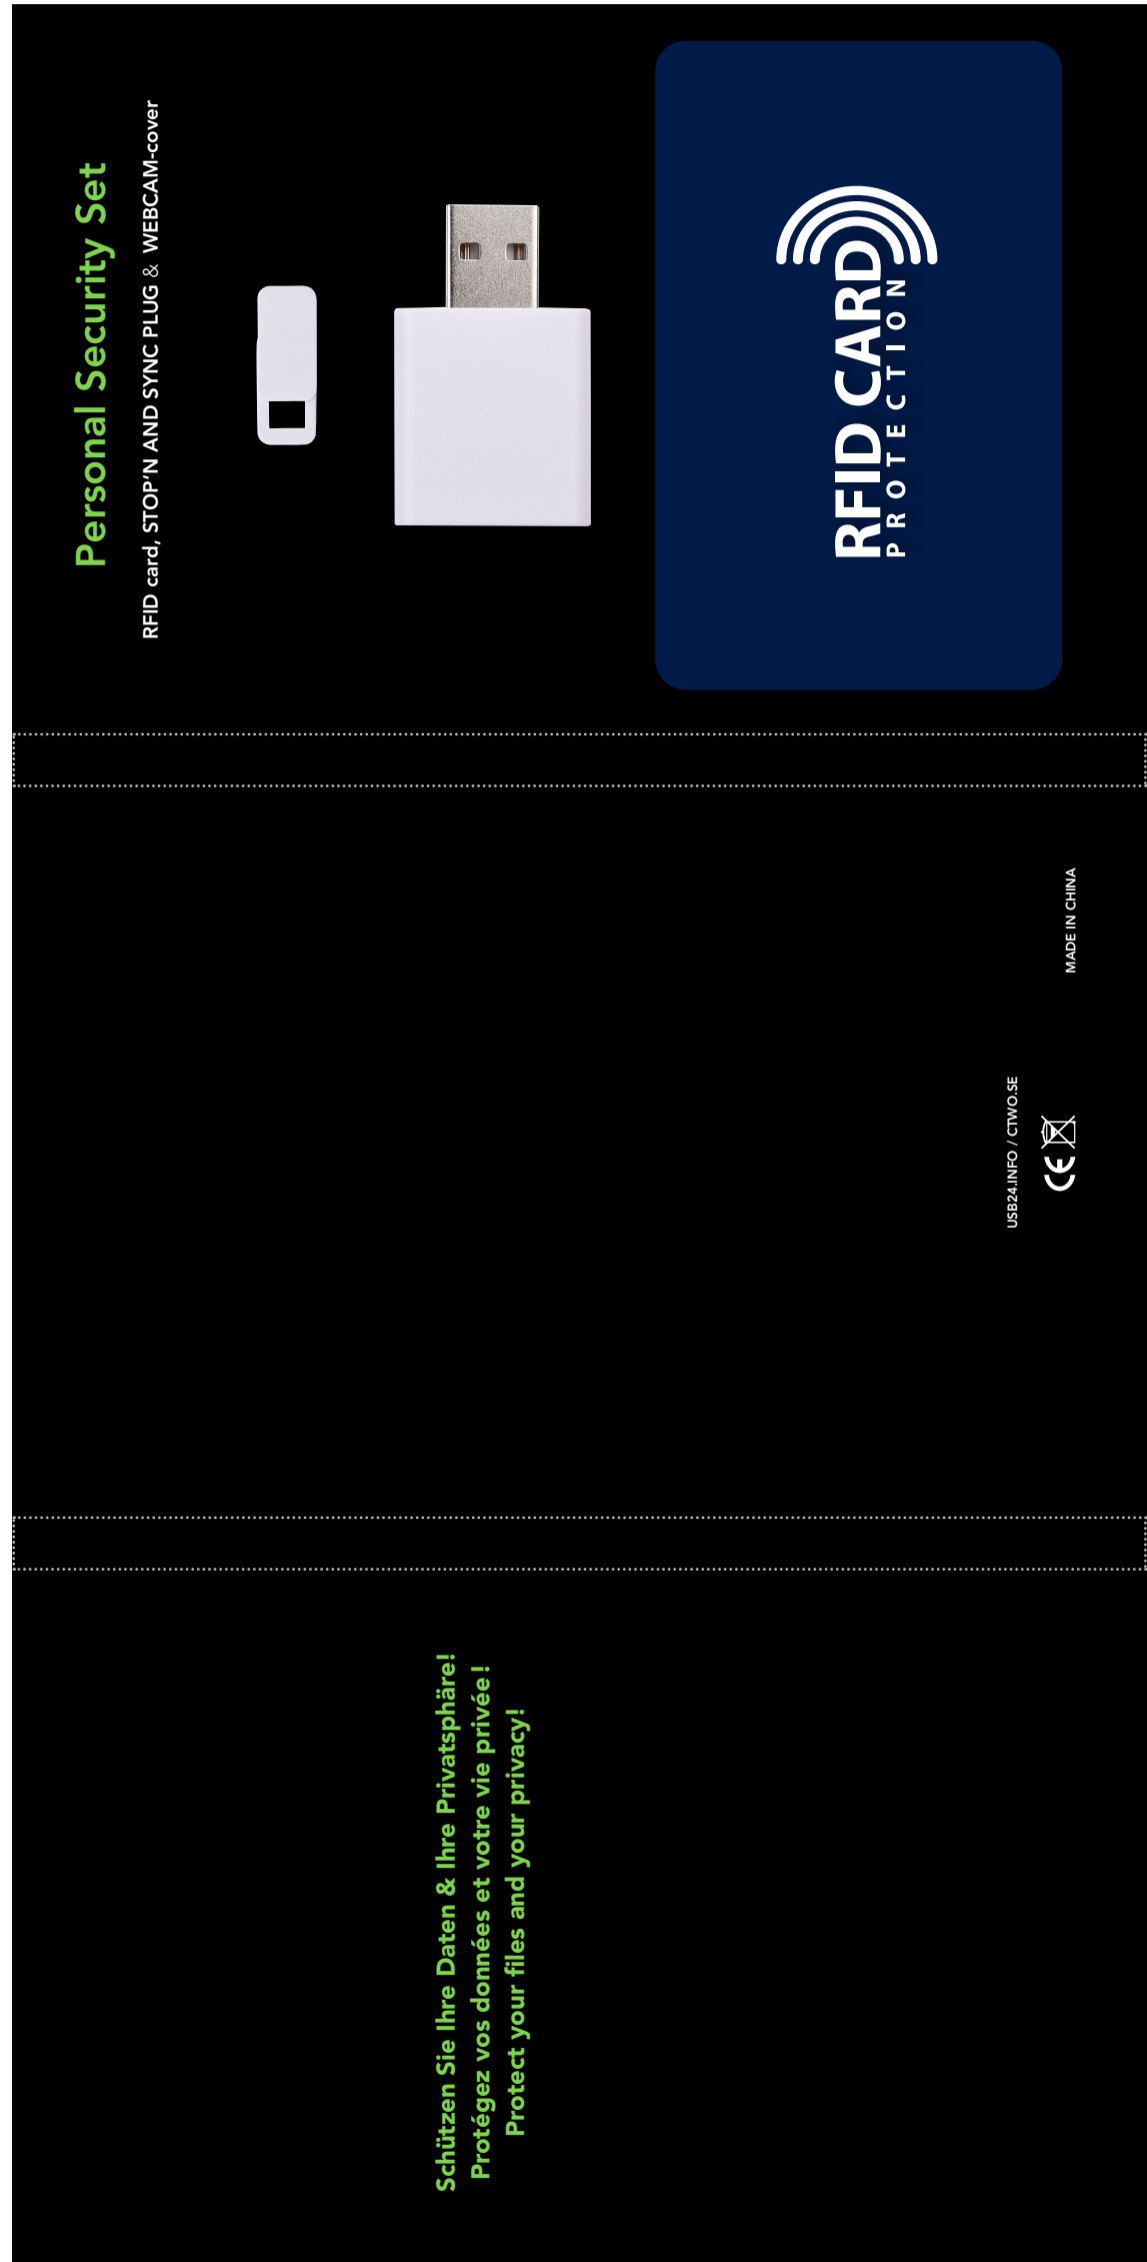 Personal Security Set
RFID card, STOP'N AND SYNC PLUG & WEBCAM-cover
RFID CARD
PROTECTION
USB24.INFO / CTWO.SE
CE
MADE IN CHINA
Schützen Sie Ihre Daten & Ihre Privatsphäre!
Protégez vos données et votre vie privée!
Protect your files and your privacy!